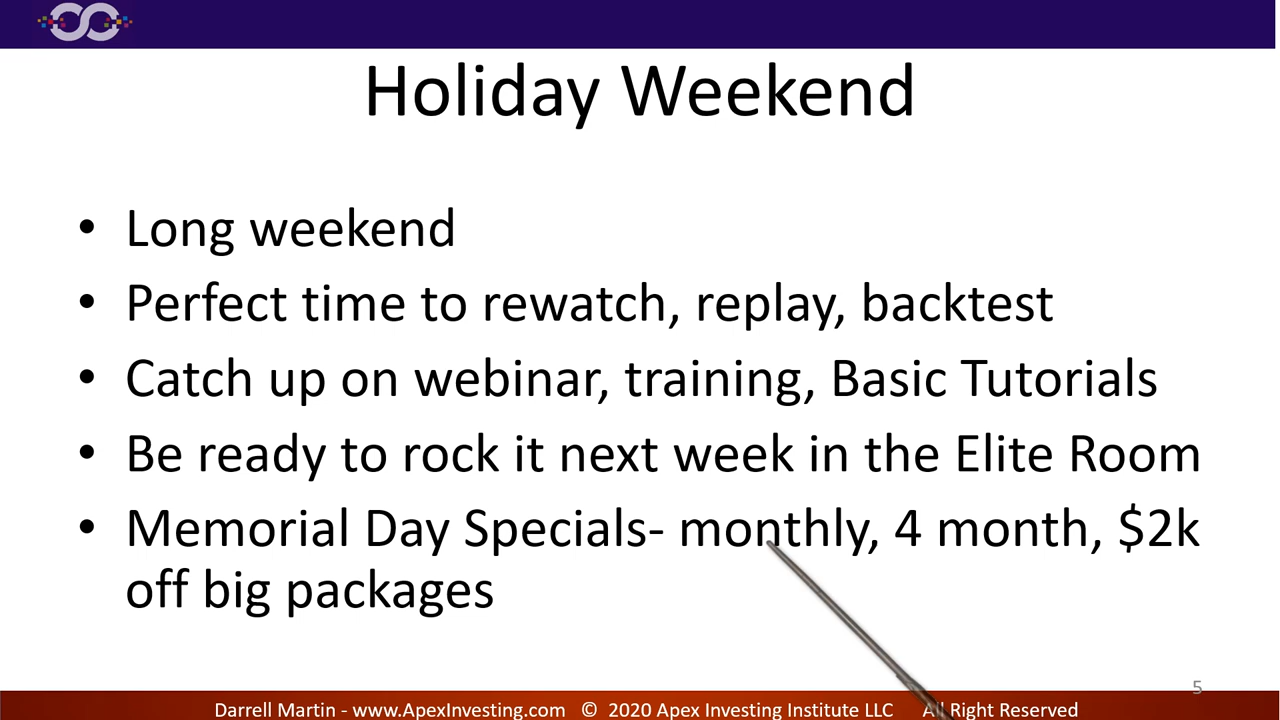 Holiday Weekend
• Long weekend
• Perfect time to rewatch, replay, backtest
• Catch up on webinar, training, Basic Tutorials
• Be ready to rock it next week in the Elite Room
• Memorial Day Specials- monthly, 4 month, $2k
off big packages
5
Darrell Martin - www.ApexInvesting.com © 2020 Apex Investing Institute LLC All Right Reserved